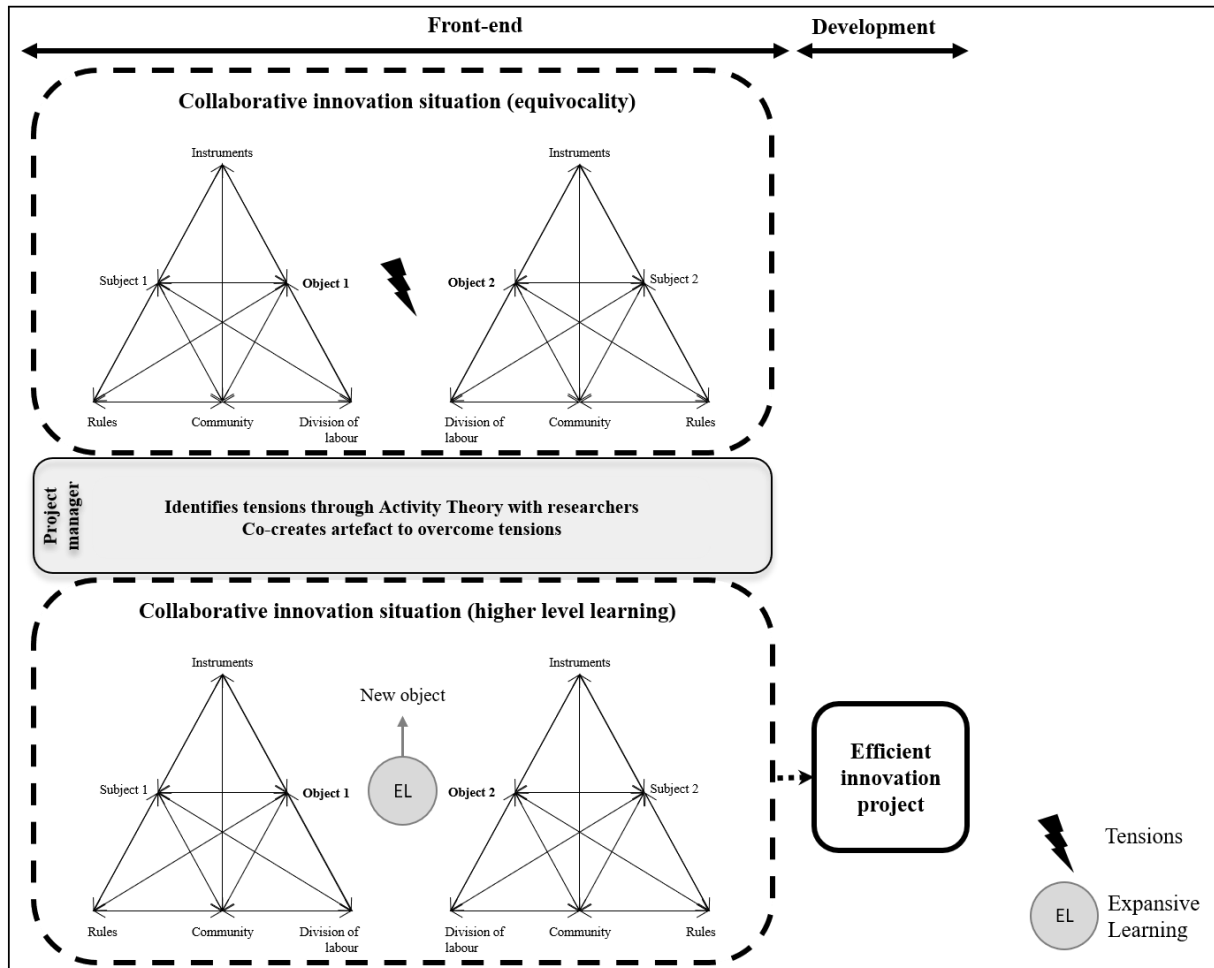 Front-end
Development
Collaborative innovation situation (equivocality)
Instruments
Instruments
Subject 1
Object 1
Object 2
Subject 2
Rules
Community
Division of
labour
Division of
labour
Community
Rules
Project
manager
Identifies tensions through Activity Theory with researchers
Co-creates artefact to overcome tensions
Collaborative innovation situation (higher level learning)
Instruments
Instruments
New object
Subject 1
Object 1
EL
Object 2
Subject 2
Rules
Community
Division of
labour
Division of
labour
Community
Rules
Efficient
innovation
project
Tensions
EL
Expansive
Learning